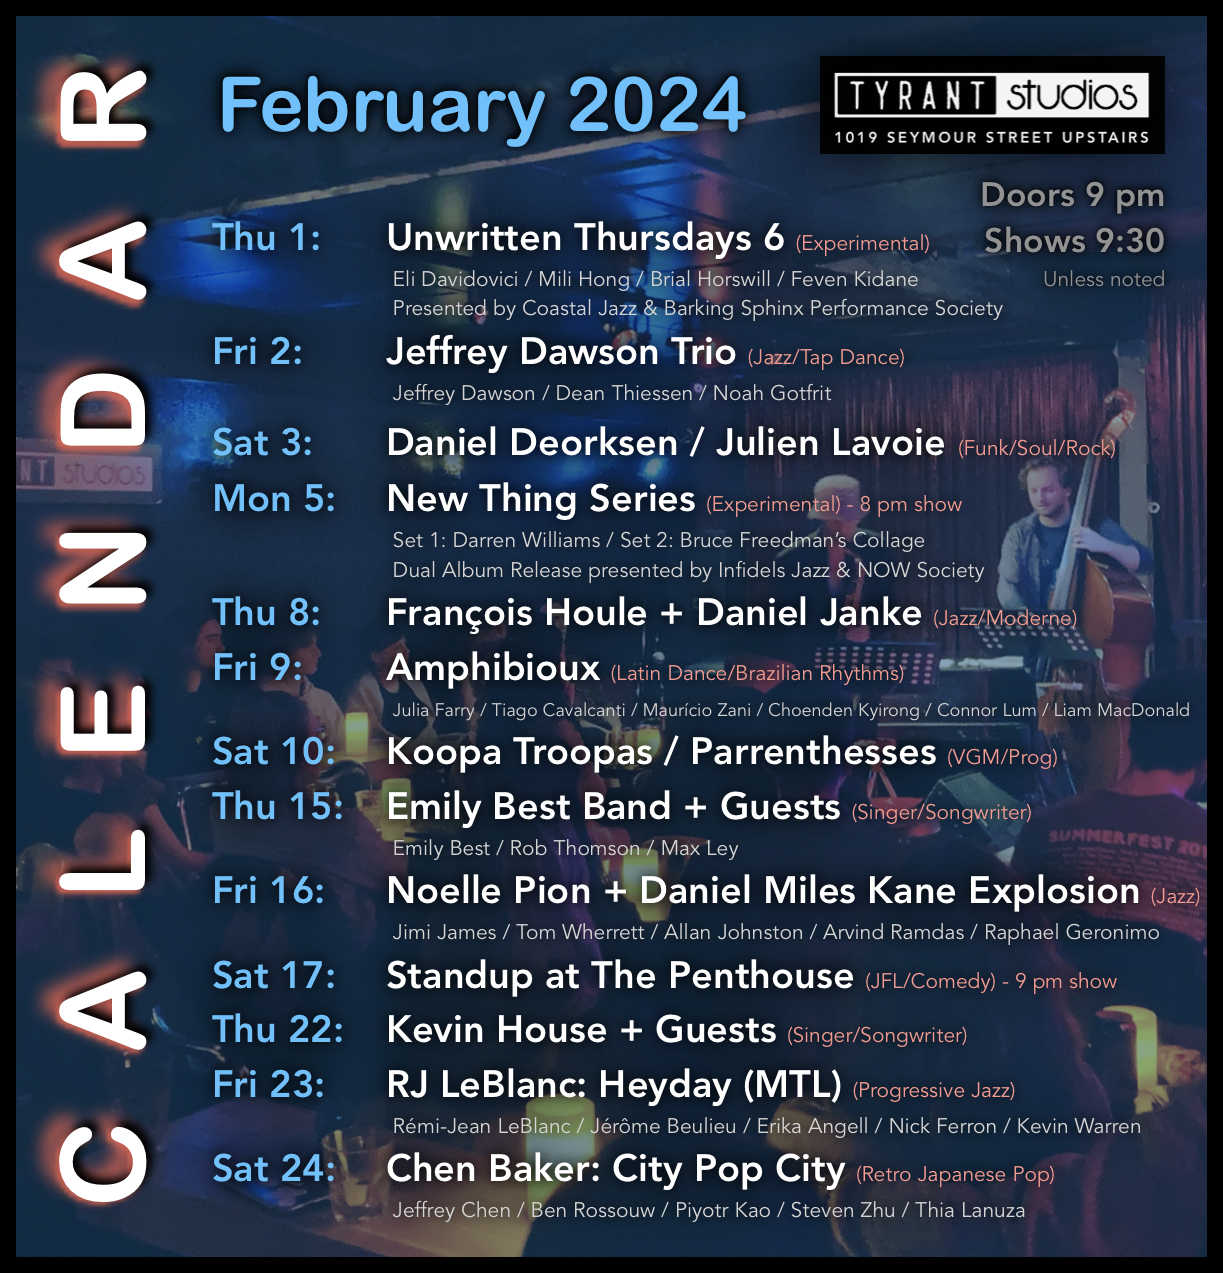 CALENDAR
February 2024
TYRANT studios
1019 SEYMOUR STREET UPSTAIRS
Doors 9 pm
Shows 9:30
Unless noted
Thu 1: Unwritten Thursdays 6 (Experimental)
Eli Davidovici / Mili Hong / Brial Horswill / Feven Kidane
Presented by Coastal Jazz & Barking Sphinx Performance Society
Fri 2: Jeffrey Dawson Trio (Jazz/Tap Dance)
Jeffrey Dawson / Dean Thiessen / Noah Gotfrit
Sat 3: Daniel Deorksen / Julien Lavoie (Funk/Soul/Rock)
NT studios
Mon 5: New Thing Series (Experimental) - 8 pm show
Set 1: Darren Williams / Set 2: Bruce Freedman’s Collage
Dual Album Release presented by Infidels Jazz & NOW Society
Thu 8: François Houle + Daniel Janke (Jazz/Moderne)
Fri 9: Amphibioux (Latin Dance/Brazilian Rhythms)
Julia Farry / Tiago Cavalcanti / Maurício Zani / Choenden Kyirong / Connor Lum / Liam MacDonald
Sat 10: Koopa Troopas / Parrenthesses (VGM/Prog)
Thu 15: Emily Best Band + Guests (Singer/Songwriter)
SUMMERFEST 201
Emily Best / Rob Thomson / Max Ley
Fri 16: Noelle Pion + Daniel Miles Kane Explosion (Jazz)
Jimi James / Tom Wherrett / Allan Johnston / Arvind Ramdas / Raphael Geronimo
Sat 17: Standup at The Penthouse (JFL/Comedy) - 9 pm show
Thu 22: Kevin House + Guests (Singer/Songwriter)
Fri 23: RJ LeBlanc: Heyday (MTL) (Progressive Jazz)
Rémi-Jean LeBlanc / Jérôme Beulieu / Erika Angell / Nick Ferron / Kevin Warren
Sat 24: Chen Baker: City Pop City (Retro Japanese Pop)
Jeffrey Chen / Ben Rossouw / Piyotr Kao / Steven Zhu / Thia Lanuza